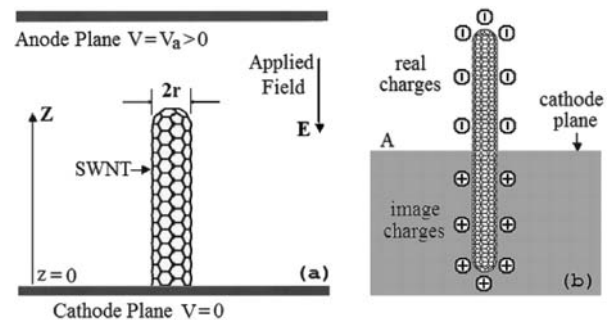 Anode Plane V=Vₐ>0
Applied
Field
2r
Z
E
SWNT
z=0
(a)
Cathode Plane V=0
real
charges
cathode
plane
A
image
charges
(b)